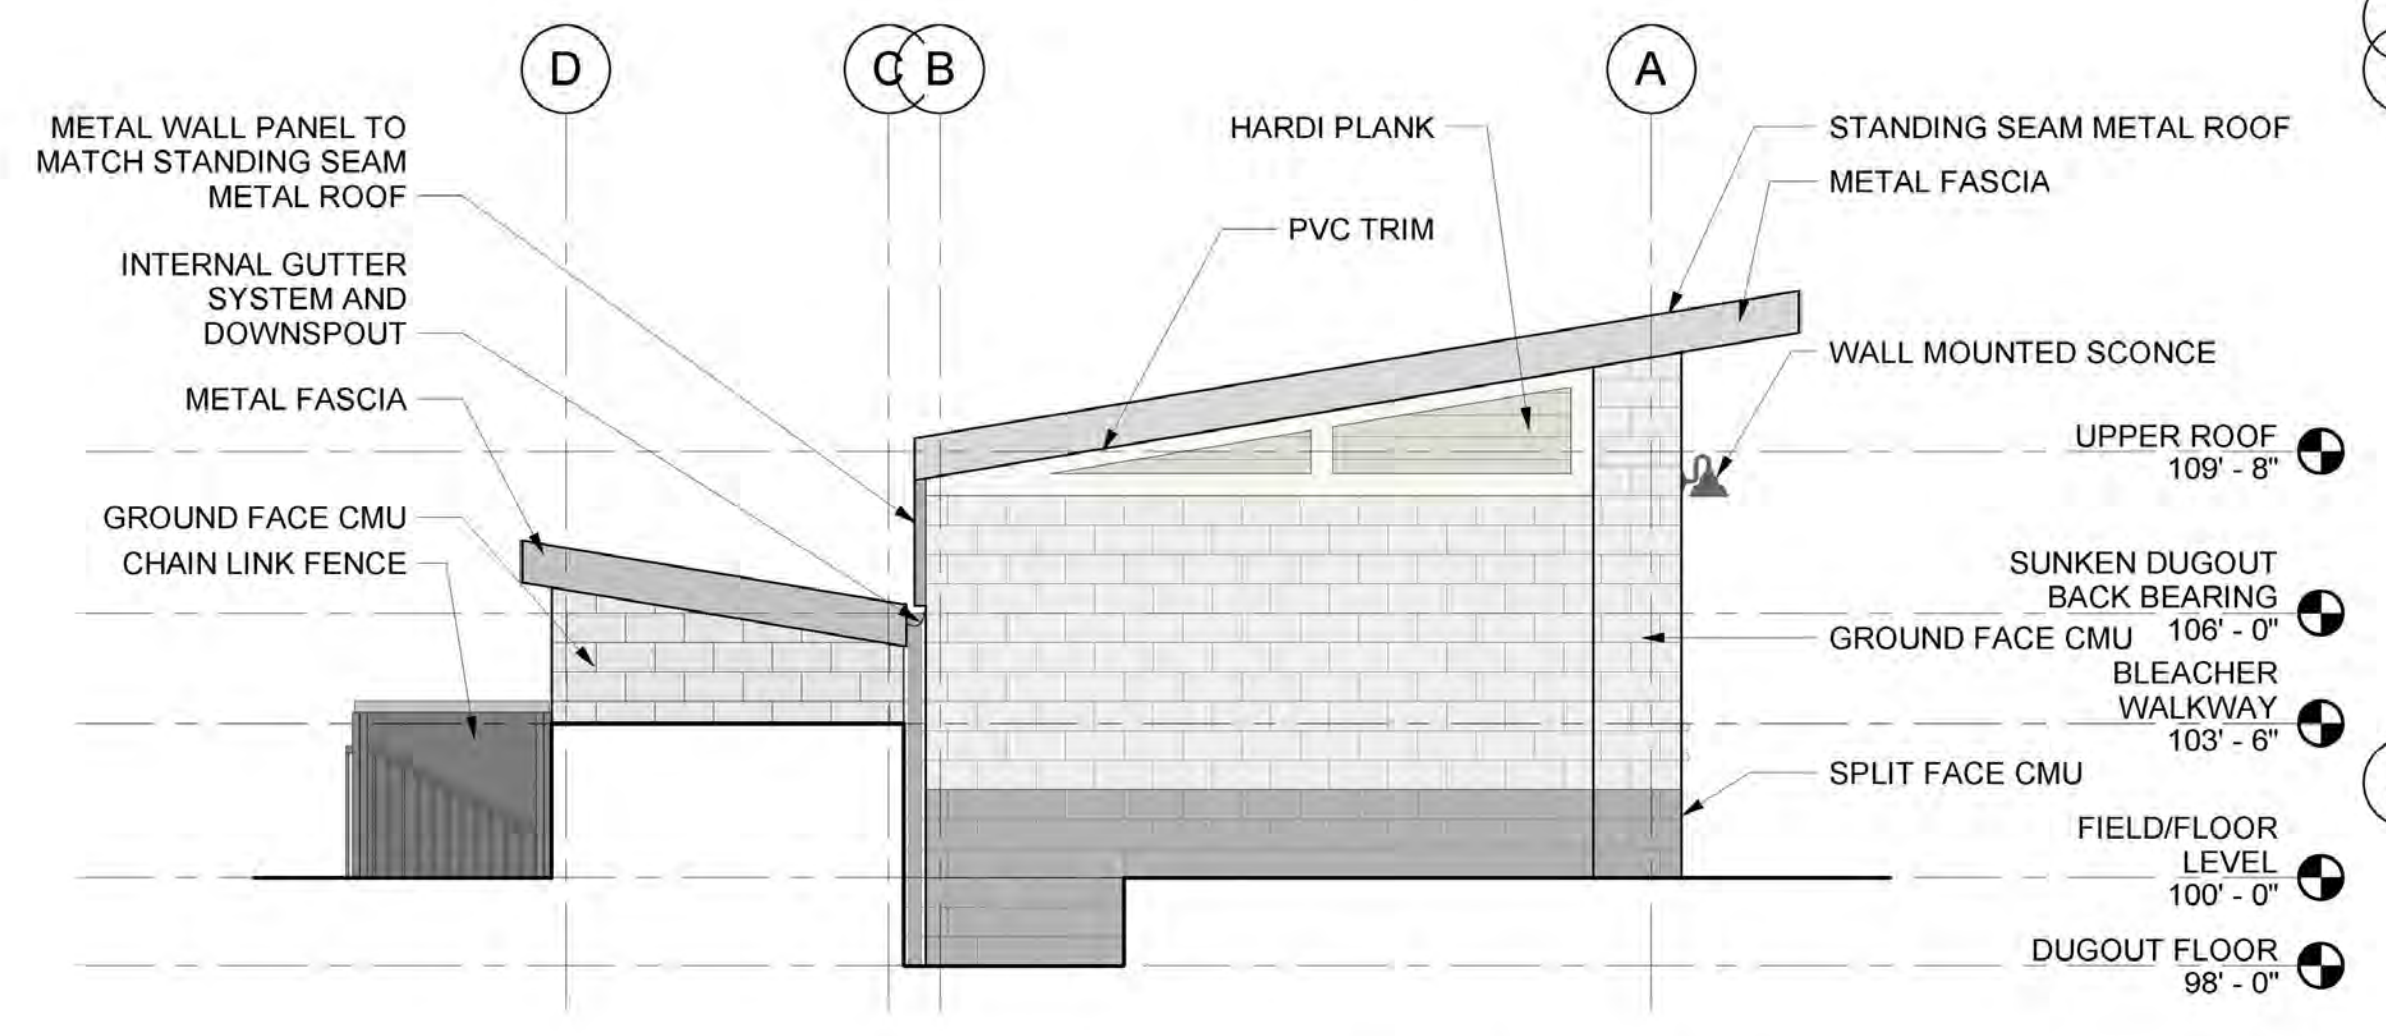 D
C
B
A
METAL WALL PANEL TO
MATCH STANDING SEAM
METAL ROOF
INTERNAL GUTTER
SYSTEM AND
DOWNSPOUT
METAL FASCIA
GROUND FACE CMU
CHAIN LINK FENCE
HARDI PLANK
PVC TRIM
STANDING SEAM METAL ROOF
METAL FASCIA
WALL MOUNTED SCONCE
UPPER ROOF
109' - 8"
SUNKEN DUGOUT
BACK BEARING
106' - 0"
GROUND FACE CMU
BLEACHER
WALKWAY
103' - 6"
SPLIT FACE CMU
FIELD/FLOOR
LEVEL
100' - 0"
DUGOUT FLOOR
98' - 0"